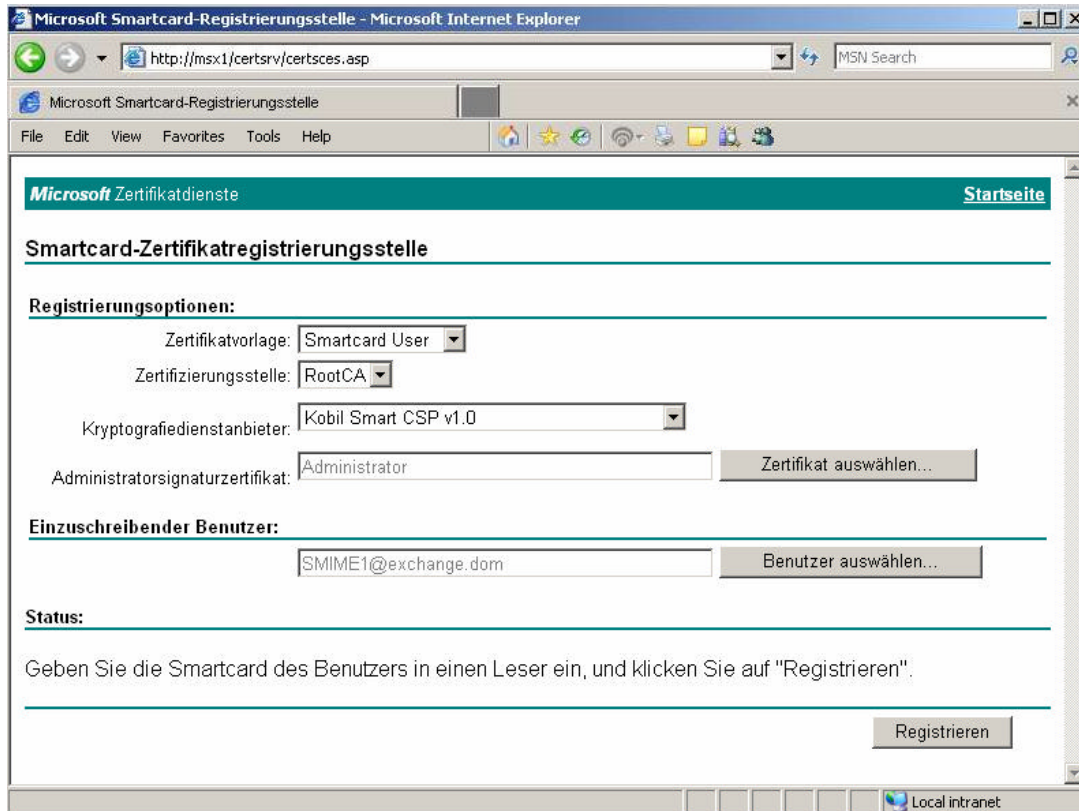 Microsoft Smartcard-Registrierungsstelle - Microsoft Internet Explorer
http://msx1/certsrv/certsces.asp
MSN Search
Microsoft Smartcard-Registrierungsstelle
File Edit View Favorites Tools Help
Microsoft Zertifikatdienste
Startseite
Smartcard-Zertifikatregistrierungsstelle
Registrierungsoptionen:
Zertifikatvorlage: Smartcard User
Zertifizierungsstelle: RootCA
Kryptografiedienstanbieter: Kobil Smart CSP v1.0
Administratorsignaturzertifikat: Administrator Zertifikat auswählen...
Einzuschreibender Benutzer:
SMIME1@exchange.dom Benutzer auswählen...
Status:
Geben Sie die Smartcard des Benutzers in einen Leser ein, und klicken Sie auf "Registrieren".
Registrieren
Local intranet